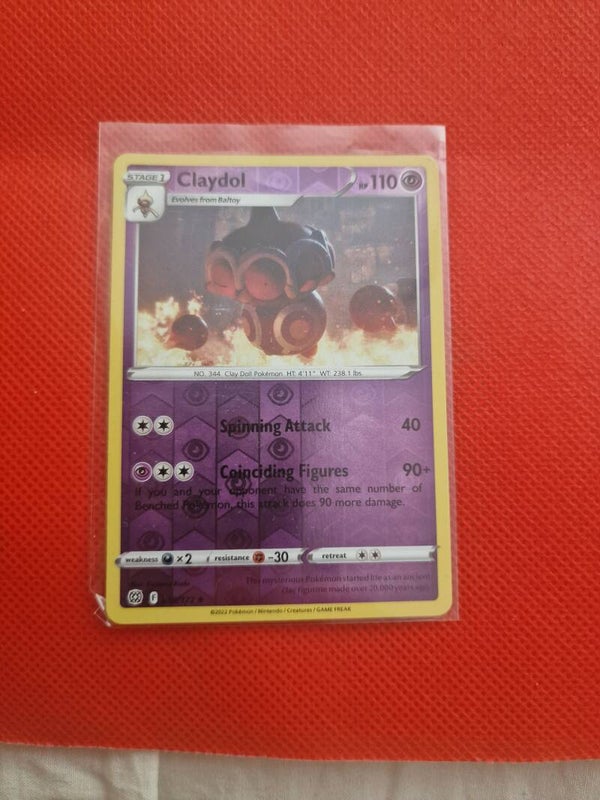 STAGE 1 Claydol HP 110
Evolves from Baltoy
NO. 344 Clay Doll Pokémon HT: 4'11" WT: 238.1 lbs.
Spinning Attack 40
Coinciding Figures 90+
If you and your opponent have the same number of
Benched Pokémon, this attack does 90 more damage.
weakness ×2 resistance -30 retreat
This mysterious Pokémon started life as an ancient
clay figurine made over 20,000 years ago.
F
©2022 Pokémon / Nintendo / Creatures / GAME FREAK